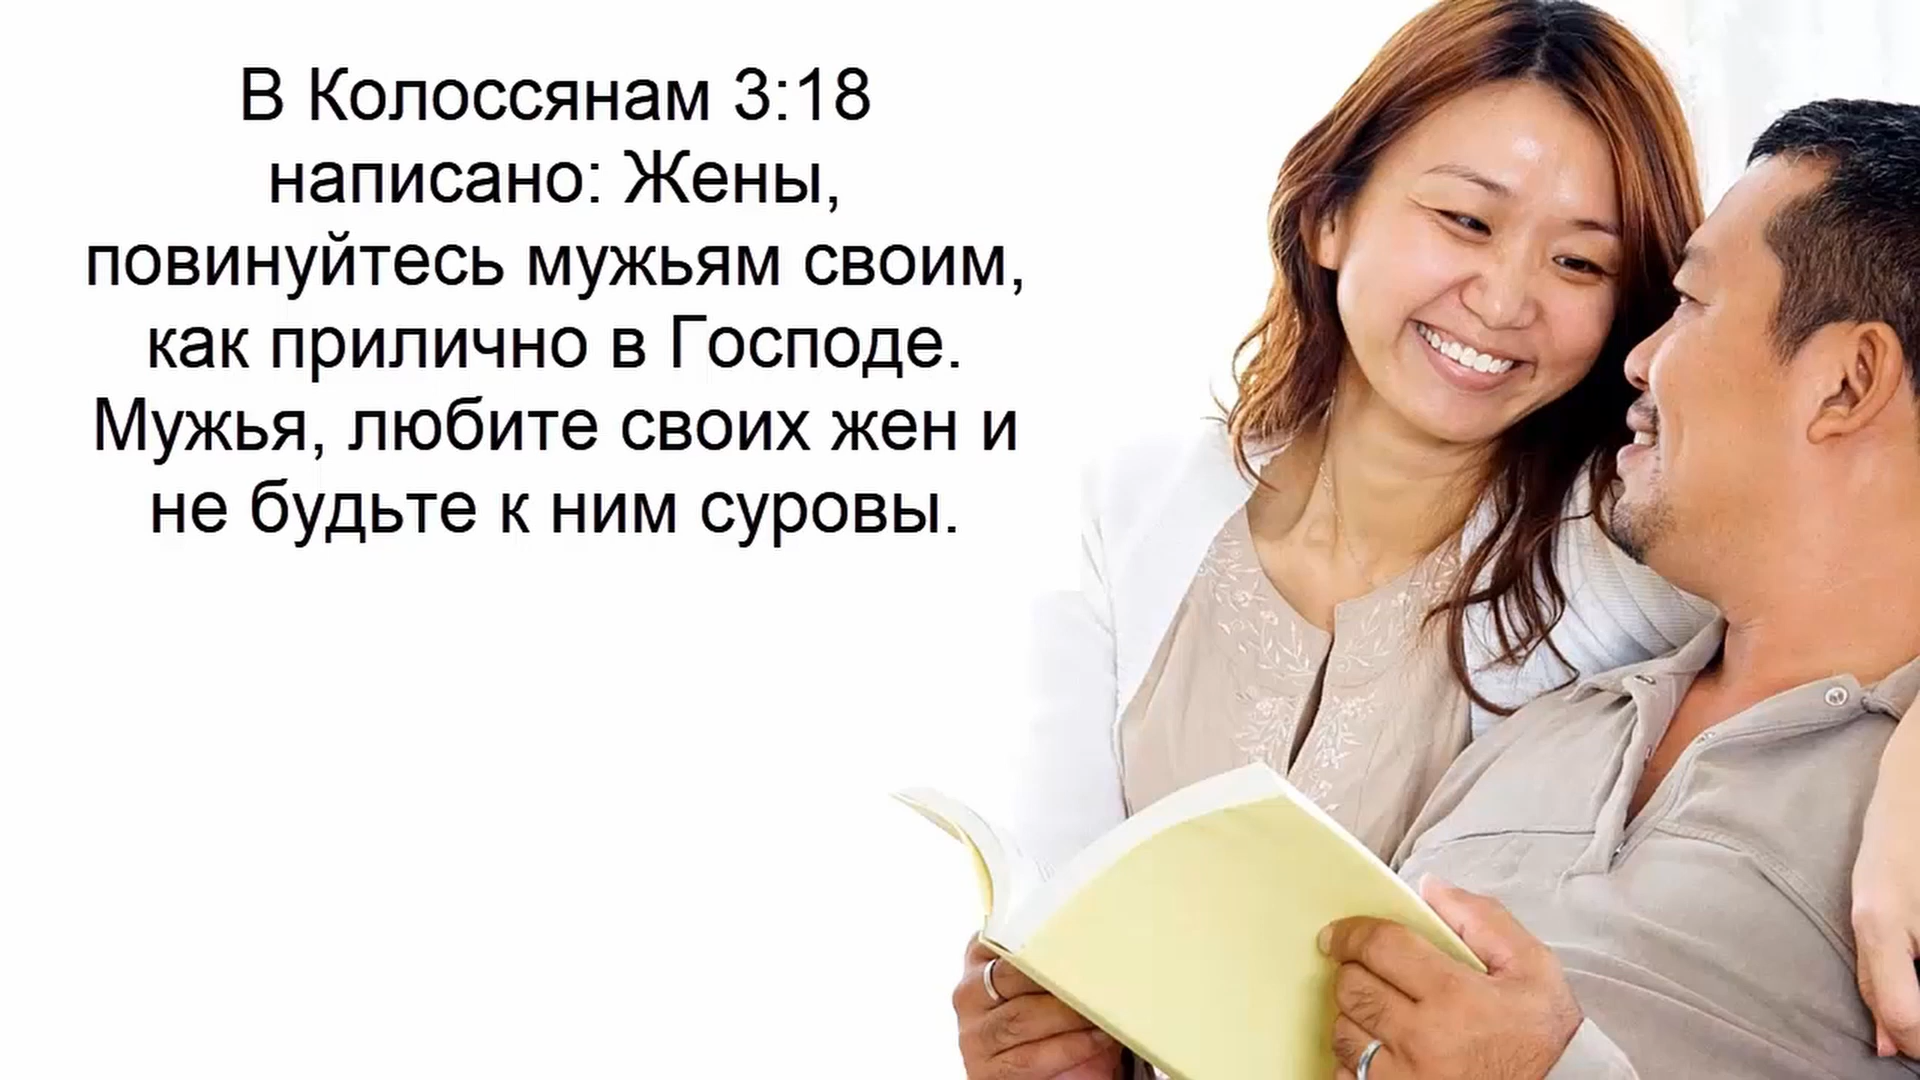 В Колоссянам 3:18
написано: Жены,
повинуйтесь мужьям своим,
как прилично в Господе.
Мужья, любите своих жен и
не будьте к ним суровы.